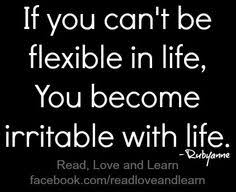 If you can't be
flexible in life,
You become
irritable with life.
-Rubyanne
Read, Love and Learn
facebook.com/readloveandlearn